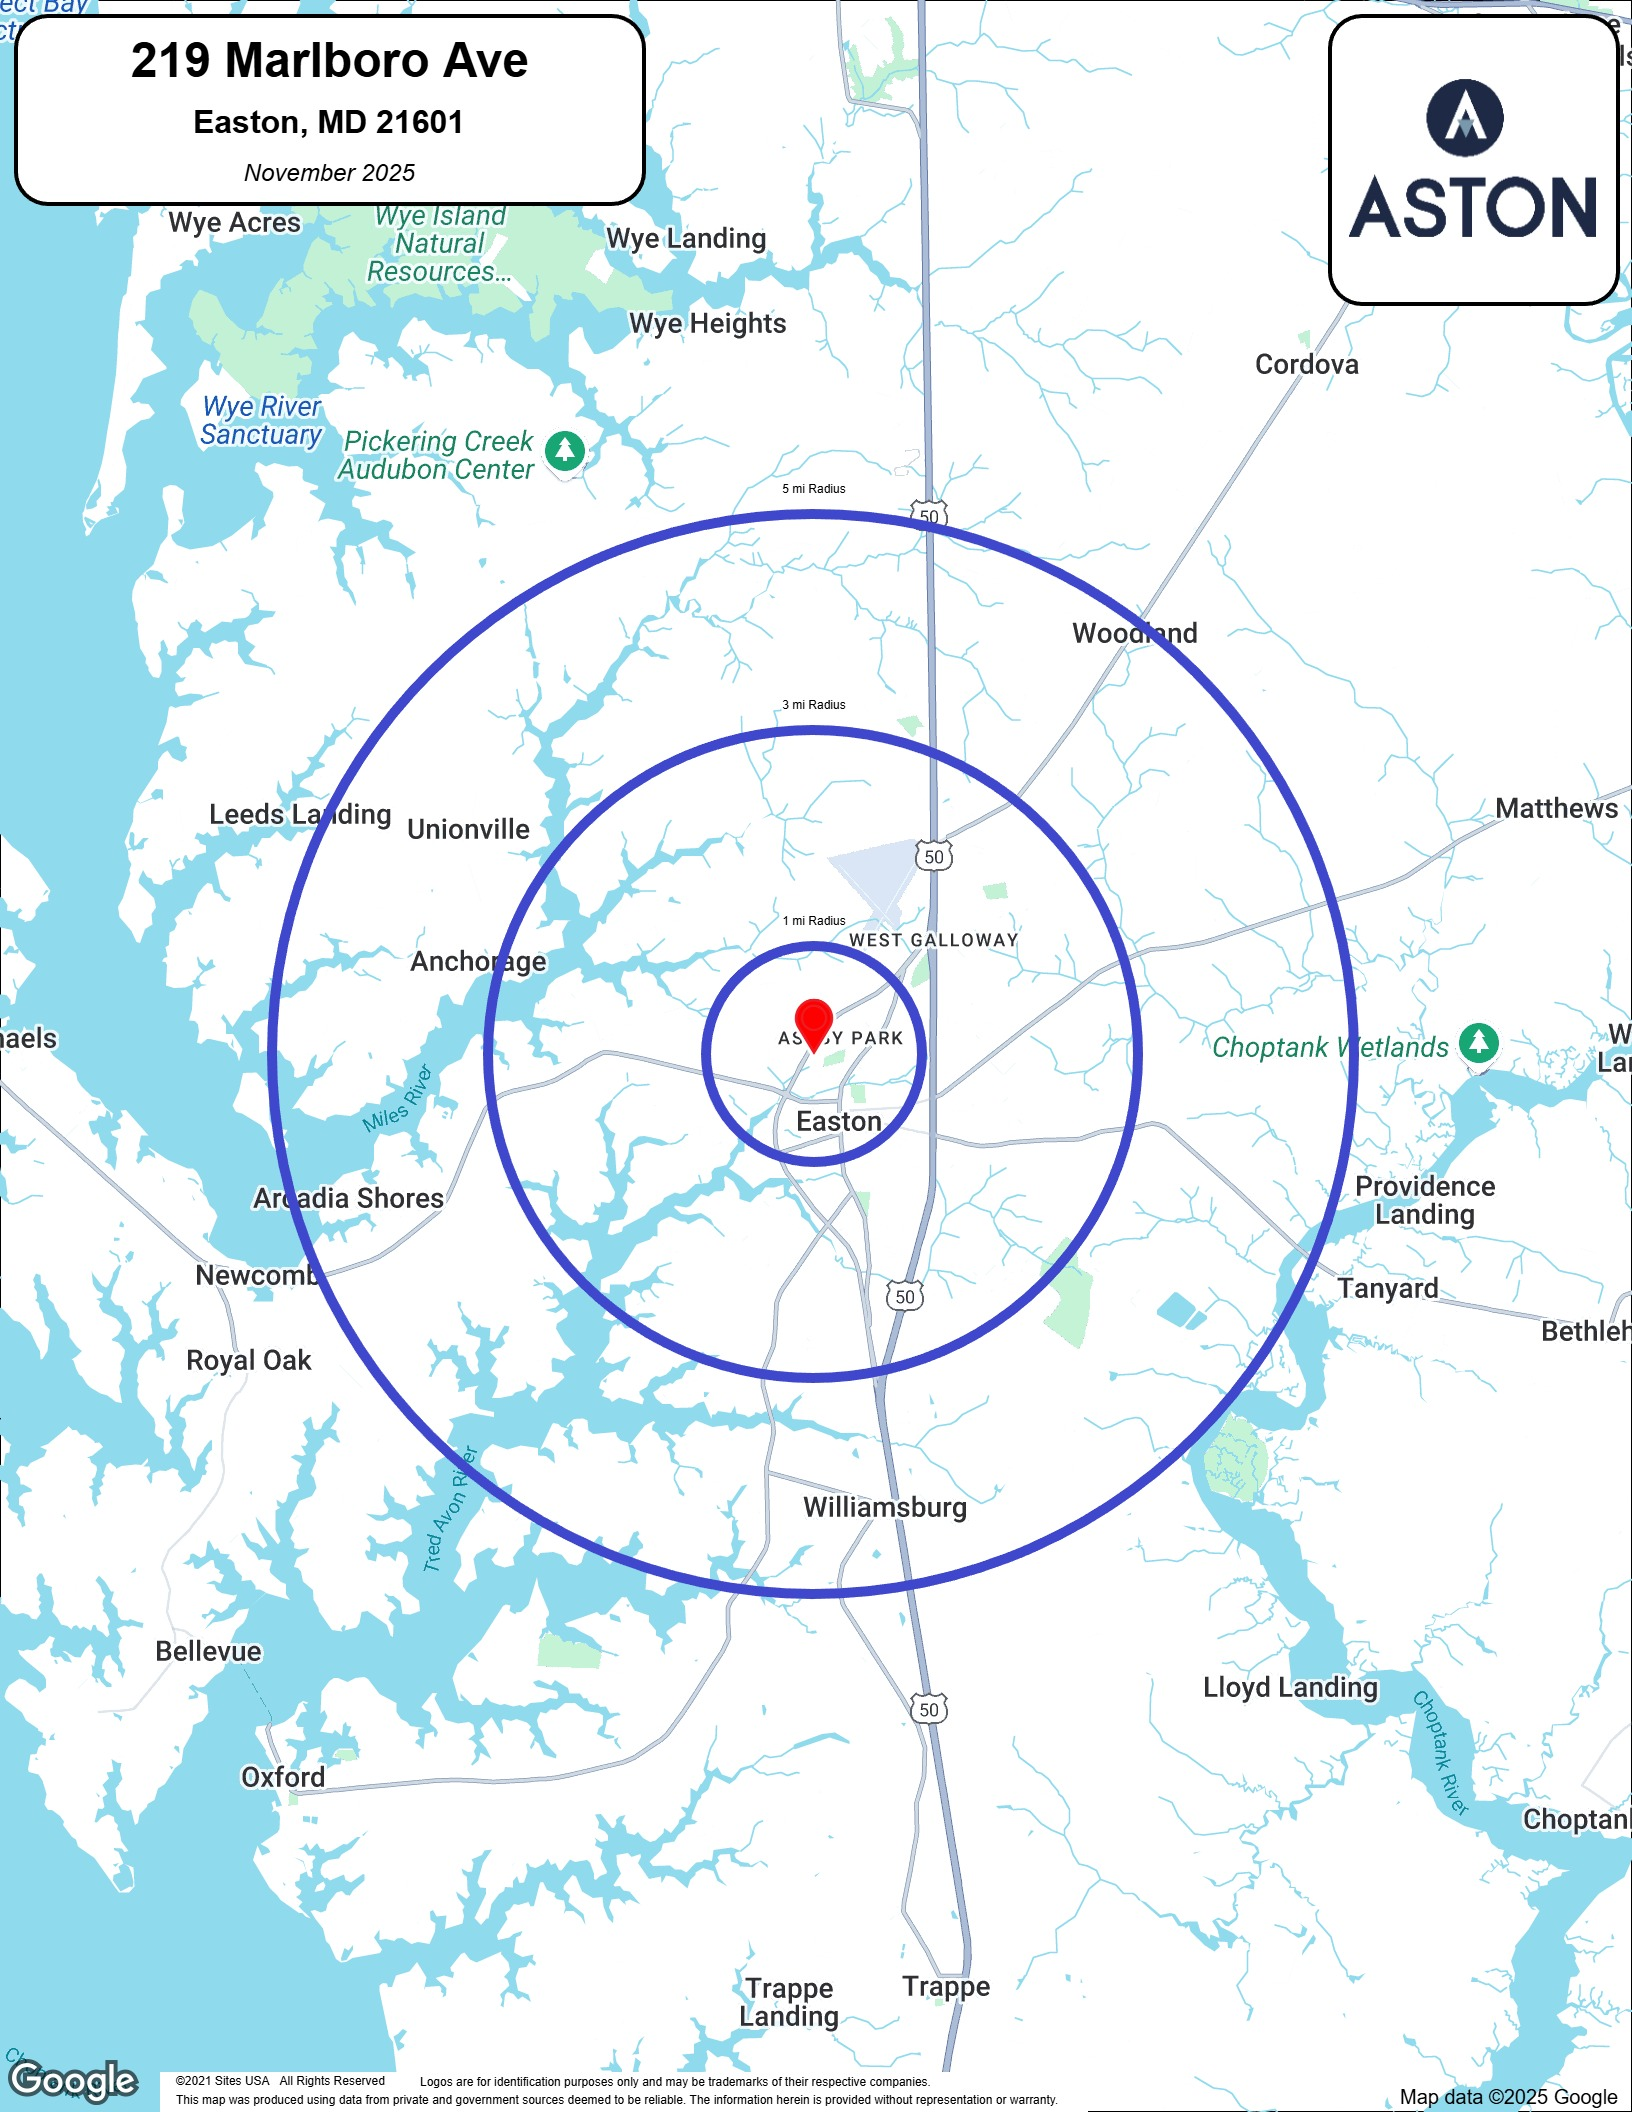 219 Marlboro Ave
Easton, MD 21601
November 2025
ASTON
Wye Acres
Wye Island
Natural
Resources...
Wye Landing
Wye Heights
Cordova
Wye River
Sanctuary
Pickering Creek
Audubon Center
5 mi Radius
50
Woodland
3 mi Radius
Leeds Landing
Unionville
Matthews
50
1 mi Radius
WEST GALLOWAY
Anchorage
PARK
Choptank Wetlands
Miles River
Easton
Arcadia Shores
Providence
Landing
Newcomb
Tanyard
50
Royal Oak
Tred Avon River
Williamsburg
Bellevue
Lloyd Landing
50
Choptank River
Oxford
Trappe
Landing
Trappe
Google
©2021 Sites USA All Rights Reserved Logos are for identification purposes only and may be trademarks of their respective companies.
This map was produced using data from private and government sources deemed to be reliable. The information herein is provided without representation or warranty.
Map data ©2025 Google